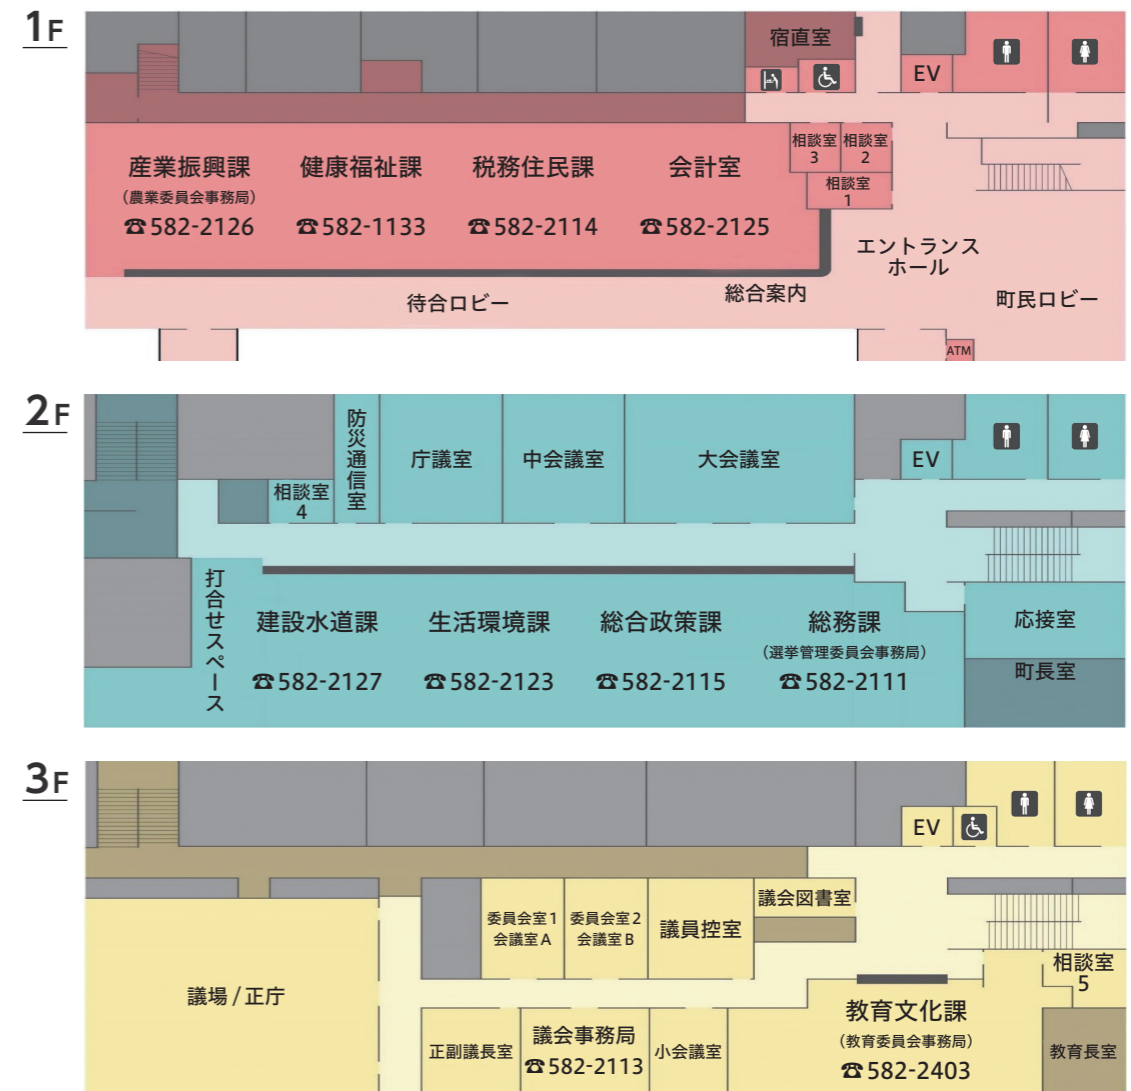 1F
宿直室
EV
相談室
3
相談室
2
相談室
1
産業振興課
(農業委員会事務局)
☎582-2126
健康福祉課
☎582-1133
税務住民課
☎582-2114
会計室
☎582-2125
エントランス
ホール
待合ロビー
総合案内
町民ロビー
ATM
2F
防災通信室
庁議室
中会議室
大会議室
EV
相談室
4
打合せスペース
建設水道課
☎582-2127
生活環境課
☎582-2123
総合政策課
☎582-2115
総務課
(選挙管理委員会事務局)
☎582-2111
応接室
町長室
3F
EV
委員会室1
会議室A
委員会室2
会議室B
議員控室
議会図書室
相談室
5
議場/正庁
正副議長室
議会事務局
☎582-2113
小会議室
教育文化課
(教育委員会事務局)
☎582-2403
教育長室